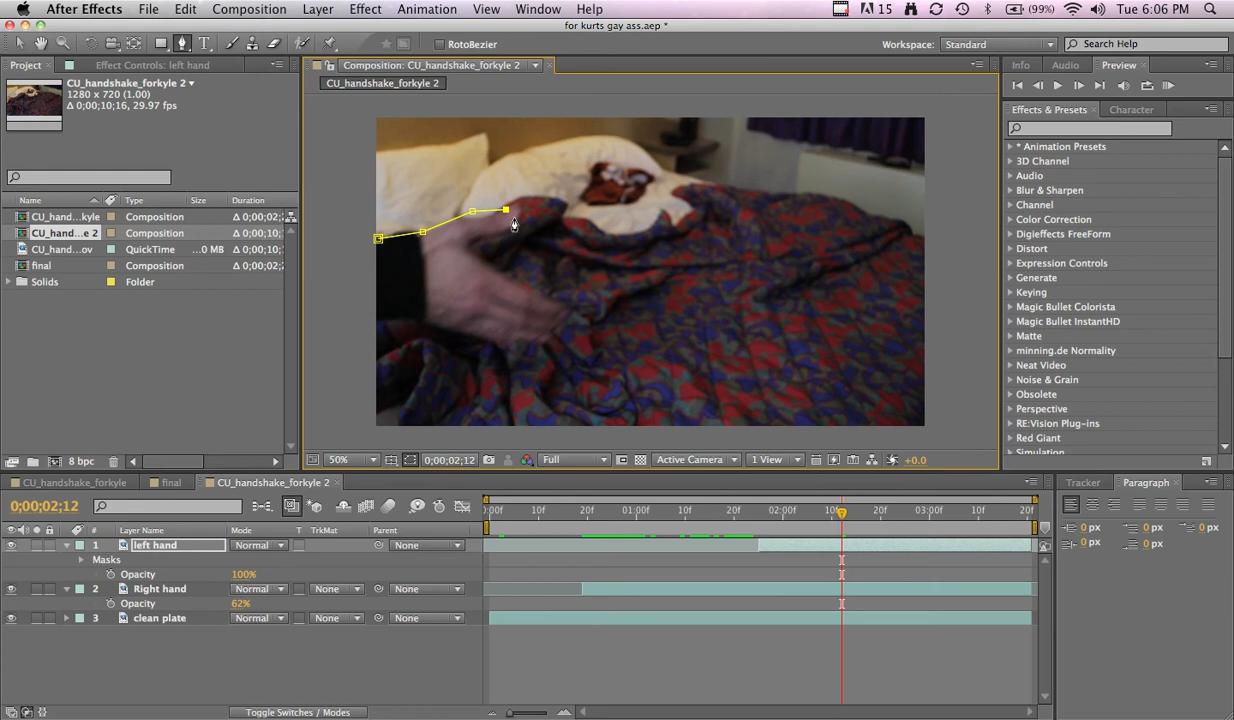 After Effects File Edit Composition Layer Effect Animation View Window Help 15 (99%) Tue 6:06 PM
for kurts gay ass.aep *
RotoBezier Workspace: Standard Search Help
Project Effect Controls: left hand Composition: CU_handshake_forkyle 2 Info Audio Preview
CU_handshake_forkyle 2
CU_handshake_forkyle 2
1280 x 720 (1.00)
Δ 0;00;10;16, 29.97 fps
Effects & Presets Character
Name Type Size Duration
CU_hand...kyle Composition Δ 0;00;02;
CU_hand...e 2 Composition Δ 0;00;10;
CU_hand...ov QuickTime ...0 MB Δ 0;00;10;
final Composition Δ 0;00;02;
Solids Folder
* Animation Presets
3D Channel
Audio
Blur & Sharpen
Channel
Color Correction
Digieffects FreeForm
Distort
Expression Controls
Generate
Keying
Magic Bullet Colorista
Magic Bullet InstantHD
Matte
minning.de Normality
Neat Video
Noise & Grain
Obsolete
Perspective
RE:Vision Plug-ins
Red Giant
Simulation
8 bpc 50% 0;00;02;12 Full Active Camera 1 View +0.0
CU_handshake_forkyle final CU_handshake_forkyle 2 Tracker Paragraph
0;00;02;12
0:00f 10f 20f 01:00f 10f 20f 02:00f 10f 20f 03:00f 10f 20f
0 px 0 px 0 px
0 px 0 px
# Layer Name Mode T TrkMat Parent
1 left hand Normal None
Masks
Opacity 100%
2 Right hand Normal None None
Opacity 62%
3 clean plate Normal None None
Toggle Switches / Modes